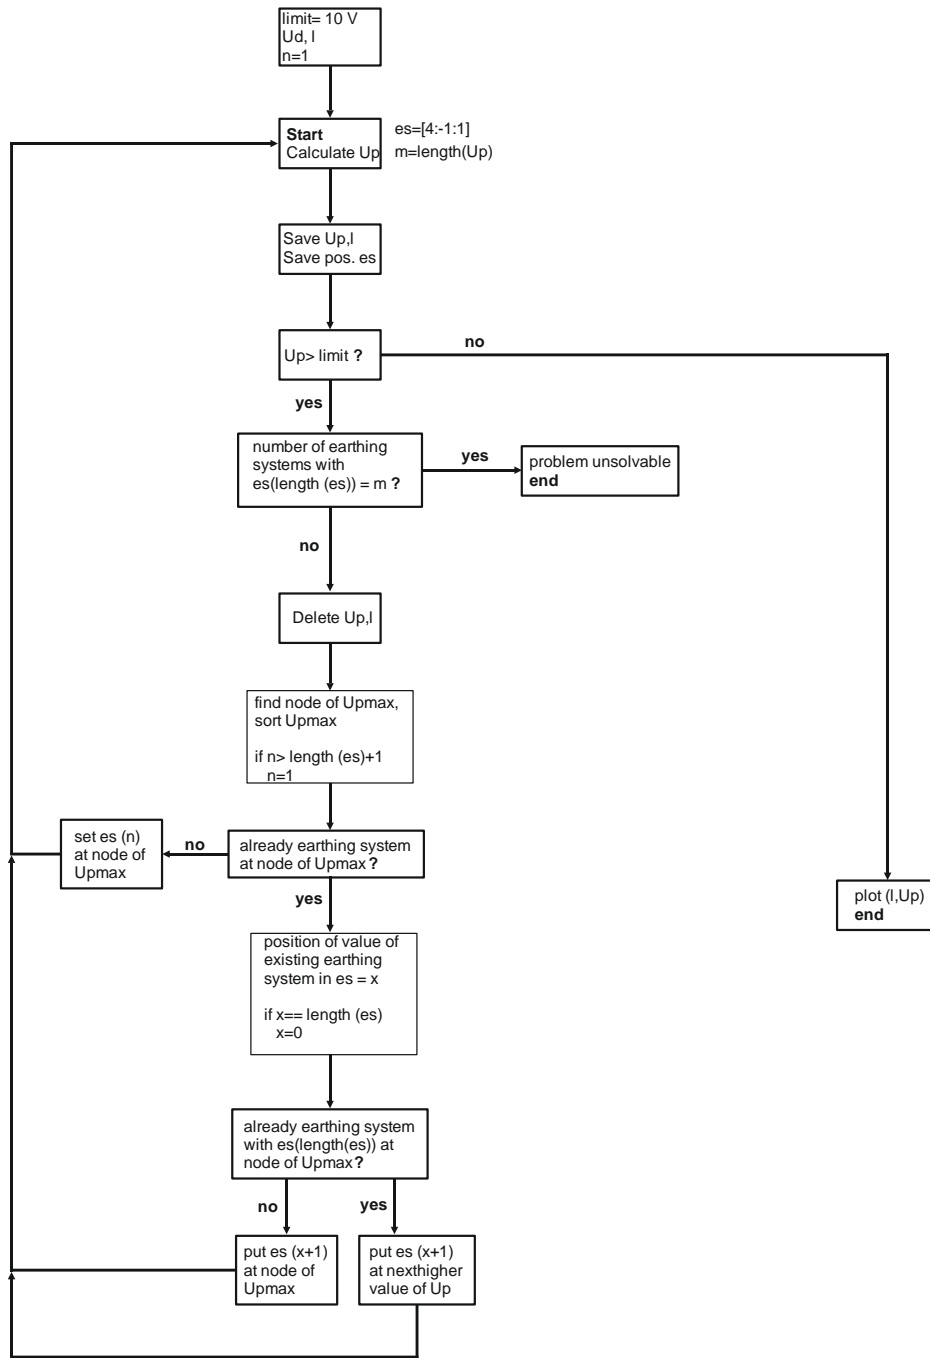 limit= 10 V
Ud, l
n=1
Start
Calculate Up
es=[4:-1:1]
m=length(Up)
Save Up,l
Save pos. es
Up> limit ?
no
yes
number of earthing
systems with
es(length (es)) = m ?
yes
problem unsolvable
end
no
Delete Up,l
find node of Upmax,
sort Upmax
if n> length (es)+1
n=1
set es (n)
at node of
Upmax
no
already earthing system
at node of Upmax ?
yes
plot (l,Up)
end
position of value of
existing earthing
system in es = x
if x== length (es)
x=0
already earthing system
with es(length(es)) at
node of Upmax ?
no
yes
put es (x+1)
at node of
Upmax
put es (x+1)
at nexthigher
value of Up